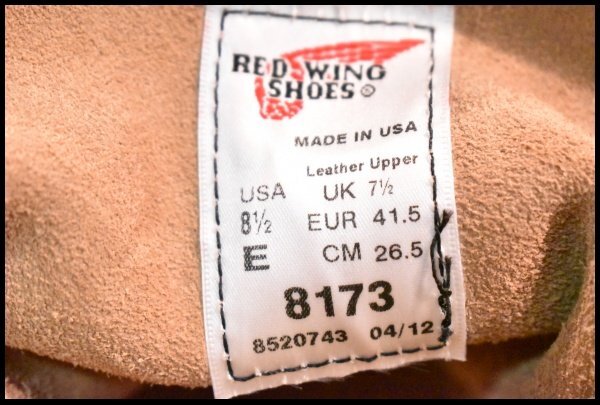 RED WING
SHOES®
MADE IN USA
Leather Upper
USA UK 7½
8½ EUR 41.5
E CM 26.5
8173
8520743 04/12